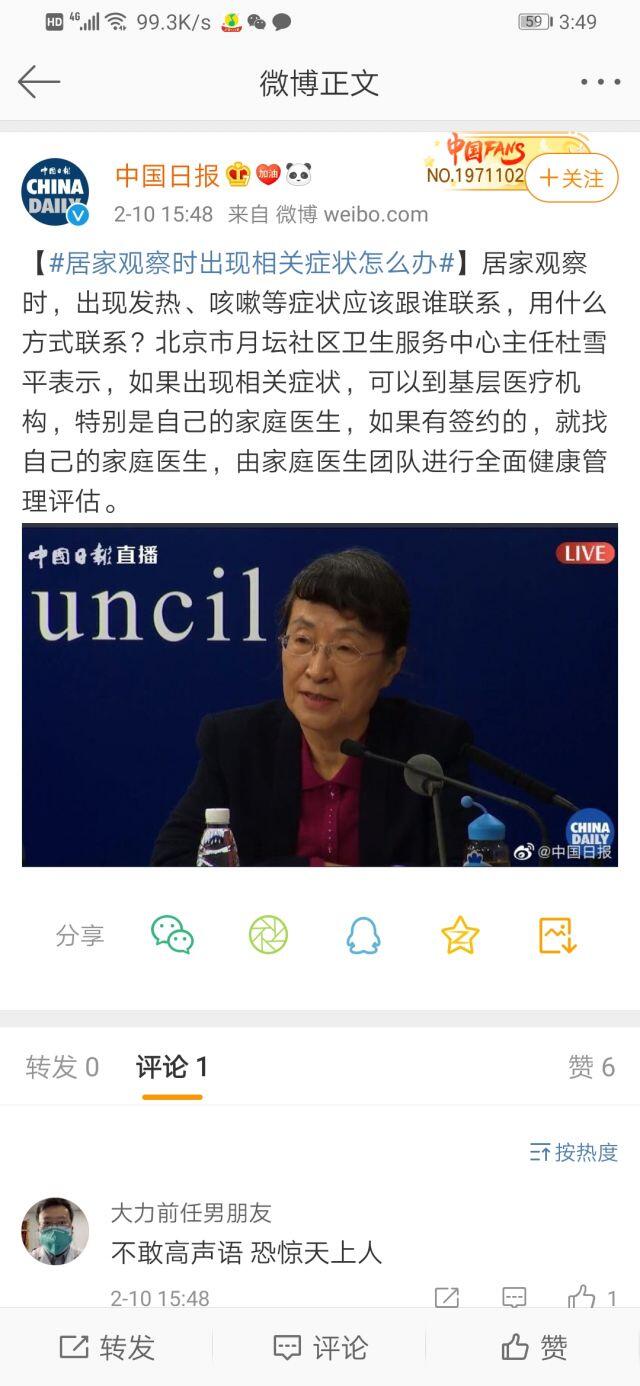 HD 4G 99.3K/s 59 3:49
微博正文
中国日报
CHINA
DAILY
中国日报 加油
中国FANS
NO.1971102
+关注
2-10 15:48 来自 微博 weibo.com
【#居家观察时出现相关症状怎么办#】居家观察
时，出现发热、咳嗽等症状应该跟谁联系，用什么
方式联系？北京市月坛社区卫生服务中心主任杜雪
平表示，如果出现相关症状，可以到基层医疗机
构，特别是自己的家庭医生，如果有签约的，就找
自己的家庭医生，由家庭医生团队进行全面健康管
理评估。
中国日报直播
LIVE
uncil
CHINA
DAILY
@中国日报
分享
转发 0
评论 1
赞 6
按热度
大力前任男朋友
不敢高声语 恐惊天上人
2-10 15:48
1
转发
评论
赞